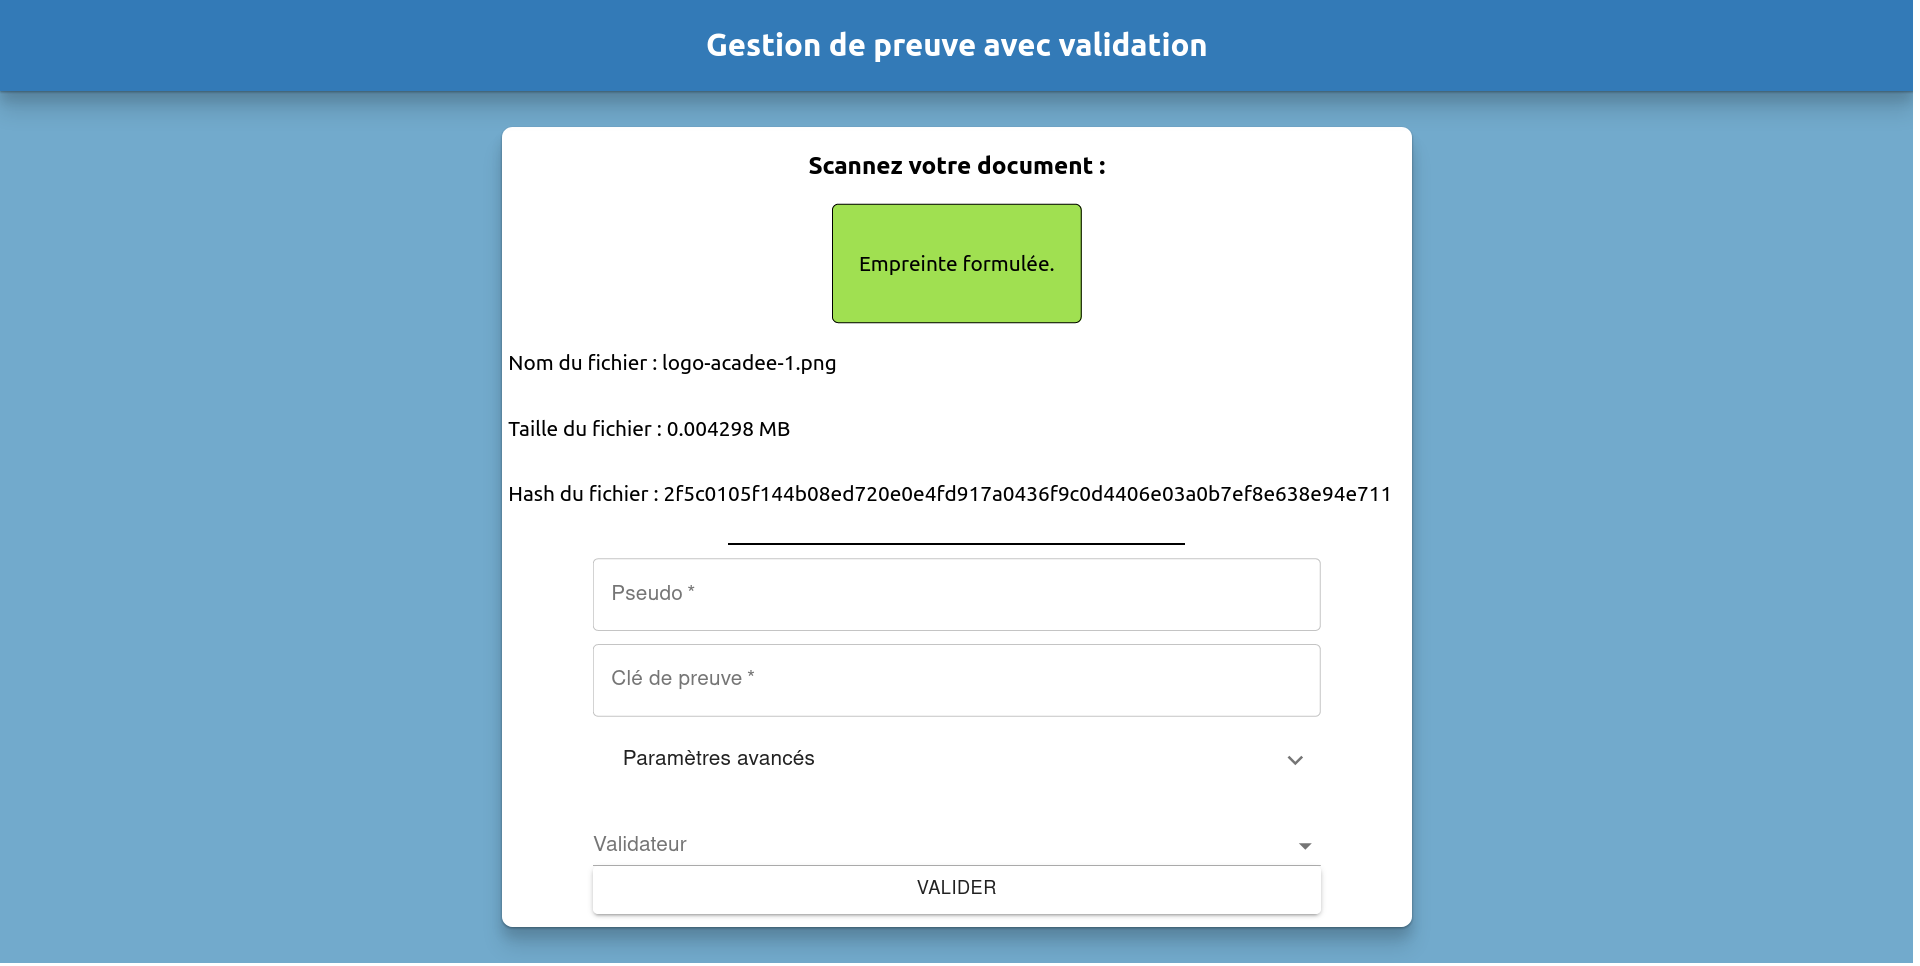 Gestion de preuve avec validation
Scannez votre document :
Empreinte formulée.
Nom du fichier : logo-acadee-1.png
Taille du fichier : 0.004298 MB
Hash du fichier : 2f5c0105f144b08ed720e0e4fd917a0436f9c0d4406e03a0b7ef8e638e94e711
Pseudo *
Clé de preuve *
Paramètres avancés
Validateur
VALIDER